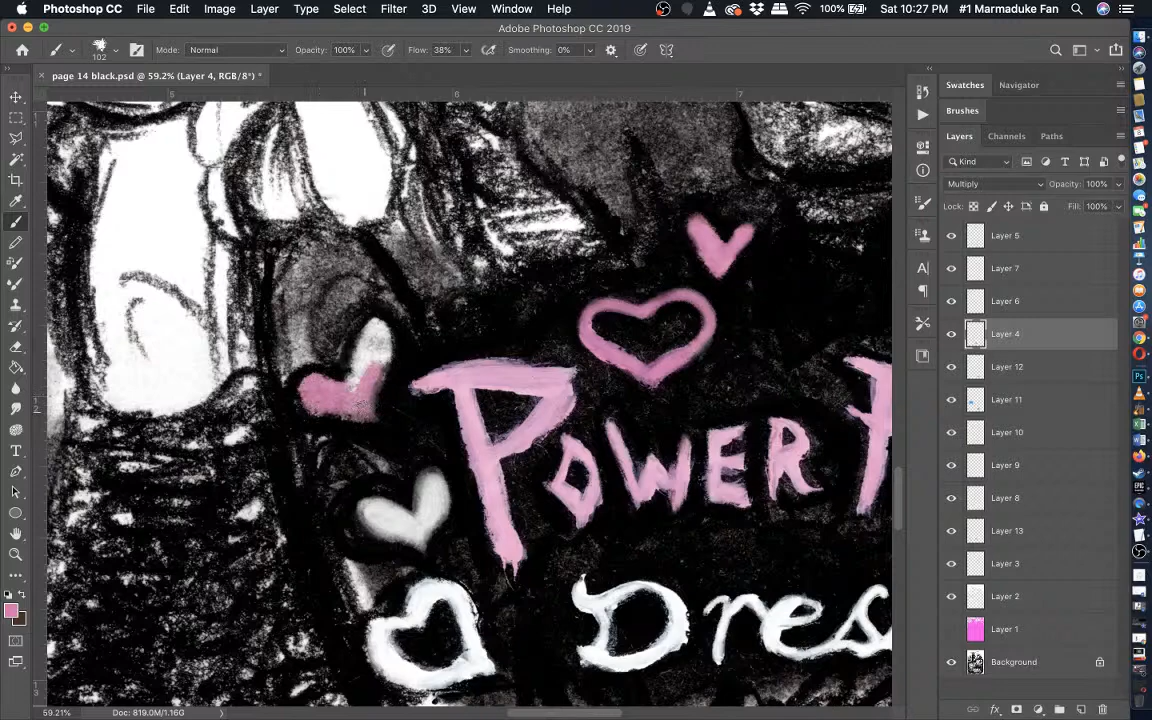 Photoshop CC File Edit Image Layer Type Select Filter 3D View Window Help 100% Sat 10:27 PM #1 Marmaduke Fan
Adobe Photoshop CC 2019
102 Mode: Normal Opacity: 100% Flow: 38% Smoothing: 0%
× page 14 black.psd @ 59.2% (Layer 4, RGB/8*) *
Swatches Navigator
5 6 7
Brushes
Layers Channels Paths
Kind
Multiply Opacity: 100%
Lock: Fill: 100%
Layer 5
Layer 7
Layer 6
Layer 4
Layer 12
Layer 11
Layer 10
Layer 9
Layer 8
Layer 13
Layer 3
Layer 2
Layer 1
Background
POWER
a Dres
59.21% Doc: 819.0M/1.16G